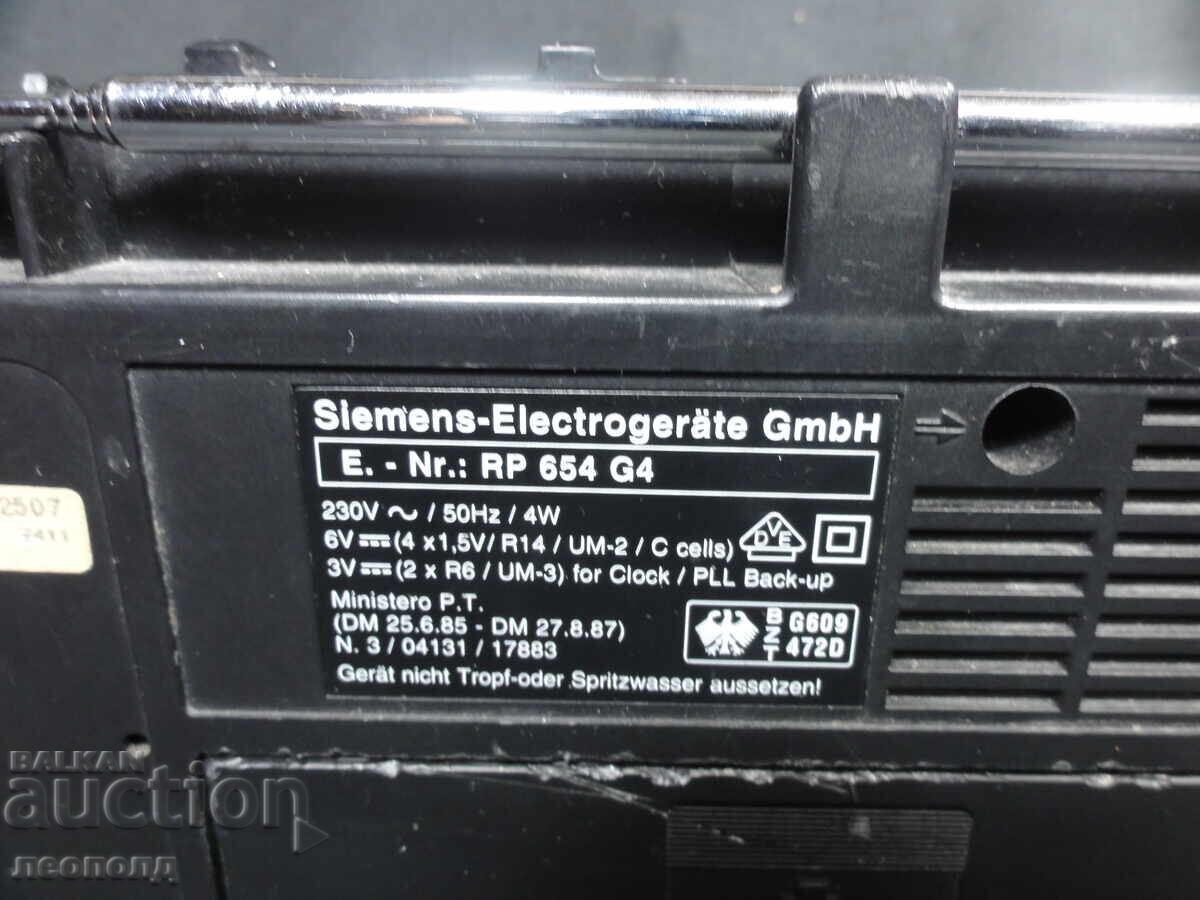 Siemens-Electrogeräte GmbH
E. - Nr.: RP 654 G4
230V ~ / 50Hz / 4W
6V ⎓ (4 x1,5V/ R14 / UM-2 / C cells)
3V ⎓ (2 x R6 / UM-3) for Clock / PLL Back-up
DVE
Ministero P.T.
(DM 25.6.85 - DM 27.8.87)
N. 3 / 04131 / 17883
BZT G609 472D
Gerät nicht Tropf-oder Spritzwasser aussetzen!
2507
7411
BALKAN
auction
леополд